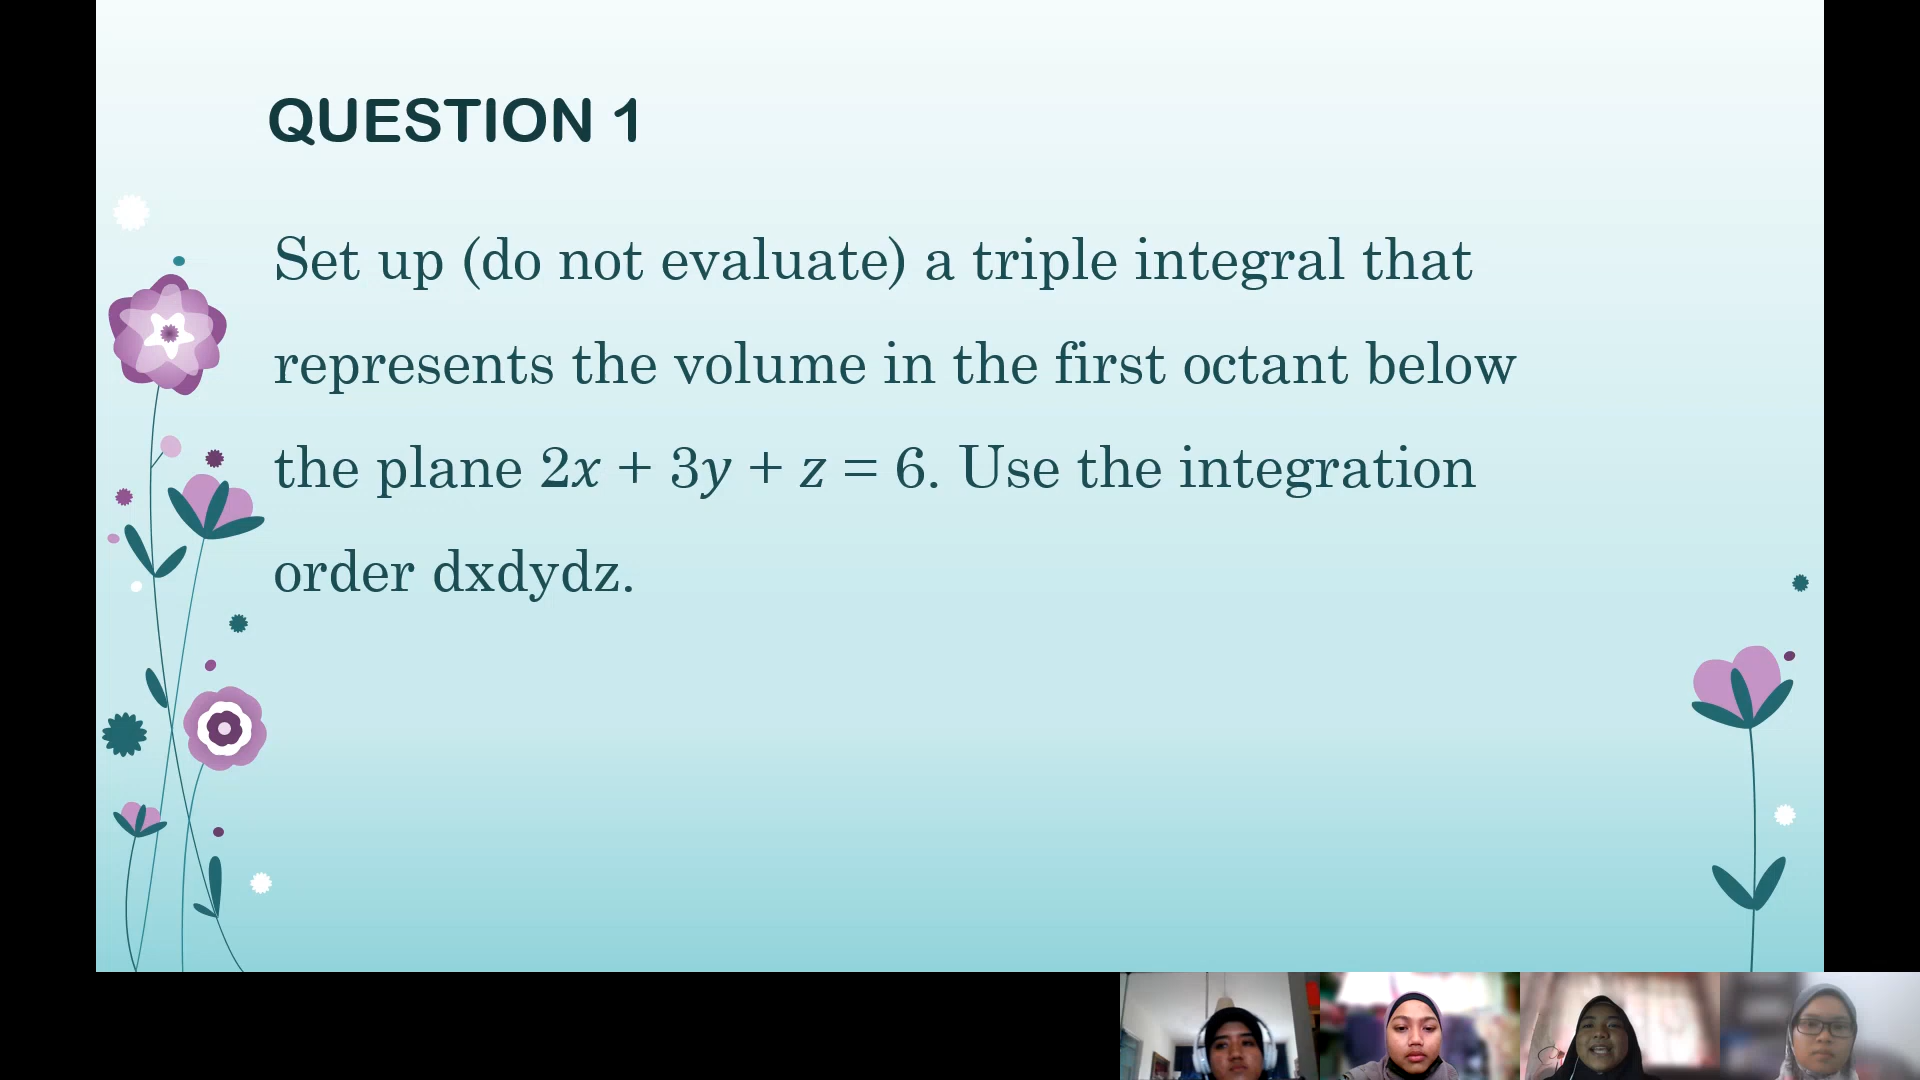 QUESTION 1
Set up (do not evaluate) a triple integral that
represents the volume in the first octant below
the plane 2x + 3y + z = 6. Use the integration
order dxdydz.